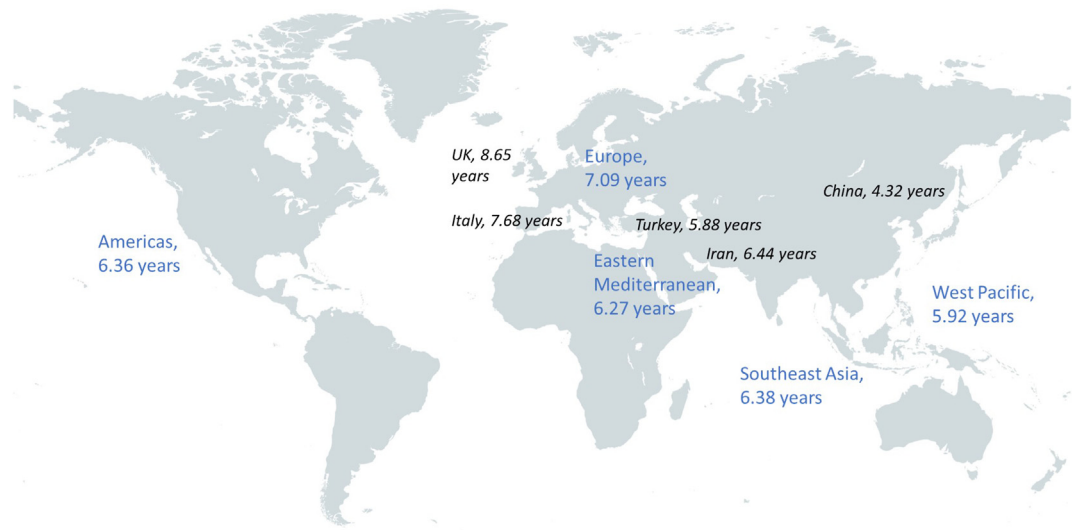 UK, 8.65
years
Europe,
7.09 years
China, 4.32 years
Italy, 7.68 years
Turkey, 5.88 years
Americas,
6.36 years
Iran, 6.44 years
Eastern
Mediterranean,
6.27 years
West Pacific,
5.92 years
Southeast Asia,
6.38 years